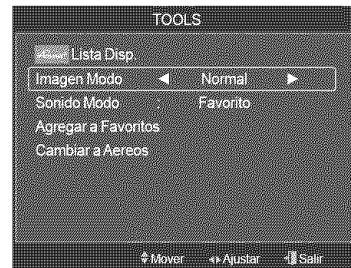 TOOLS
Lista Disp.
Imagen Modo ◄ Normal ►
Sonido Modo : Favorito
Agregar a Favoritos
Cambiar a Aereos
Mover Ajustar Salir